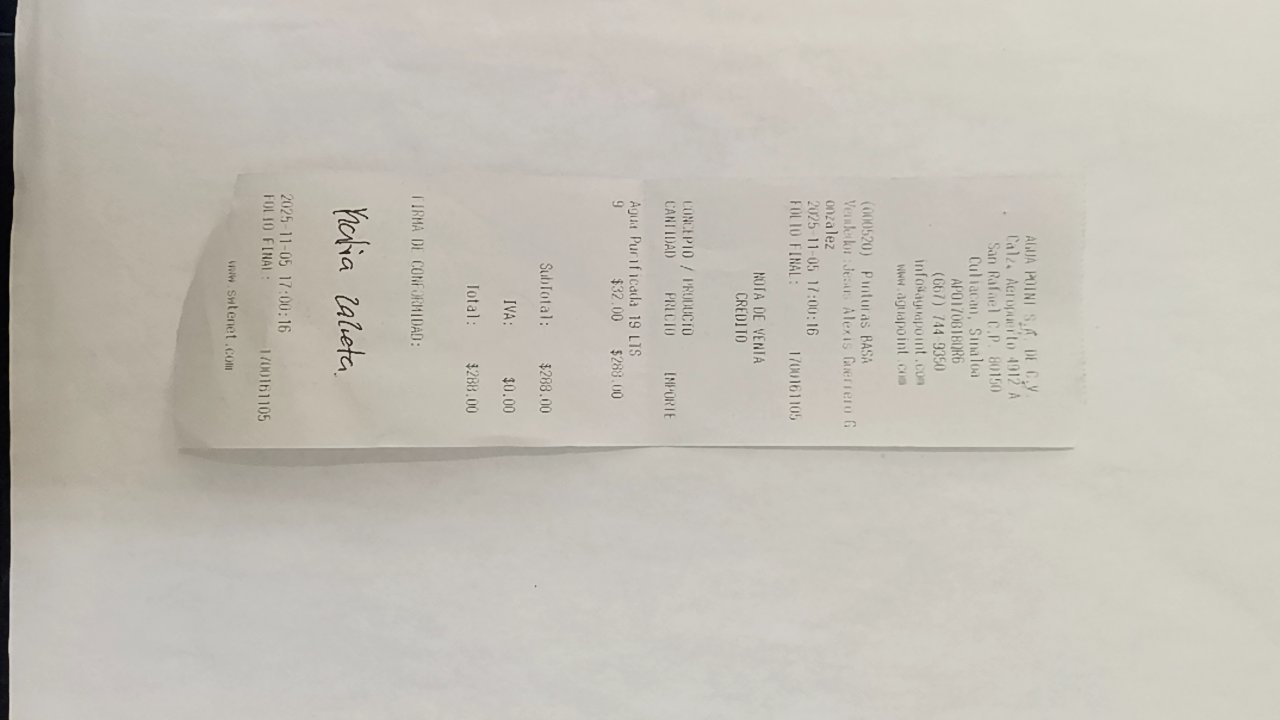 AGUA POINT S.A. DE C.V.
Calz. Aeropuerto 4912 A
San Rafael C.P. 80150
Culiacan, Sinaloa
APO170818QR6
(667) 744-9350
info@aguapoint.com
www.aguapoint.com
(000520) Pinturas BASA
Vendedor:Jesus Alexis Guerrero G
onzalez
2025-11-05 17:00:16
FOLIO FINAL: 1700161105
NOTA DE VENTA
CREDITO
CONCEPTO / PRODUCTO
CANTIDAD PRECIO IMPORTE
Agua Purificada 19 LTS
9 $32.00 $288.00
SubTotal: $288.00
IVA: $0.00
Total: $288.00
FIRMA DE CONFORMIDAD:
Zazueta.
2025-11-05 17:00:16
FOLIO FINAL: 1700161105
www.swtenet.com